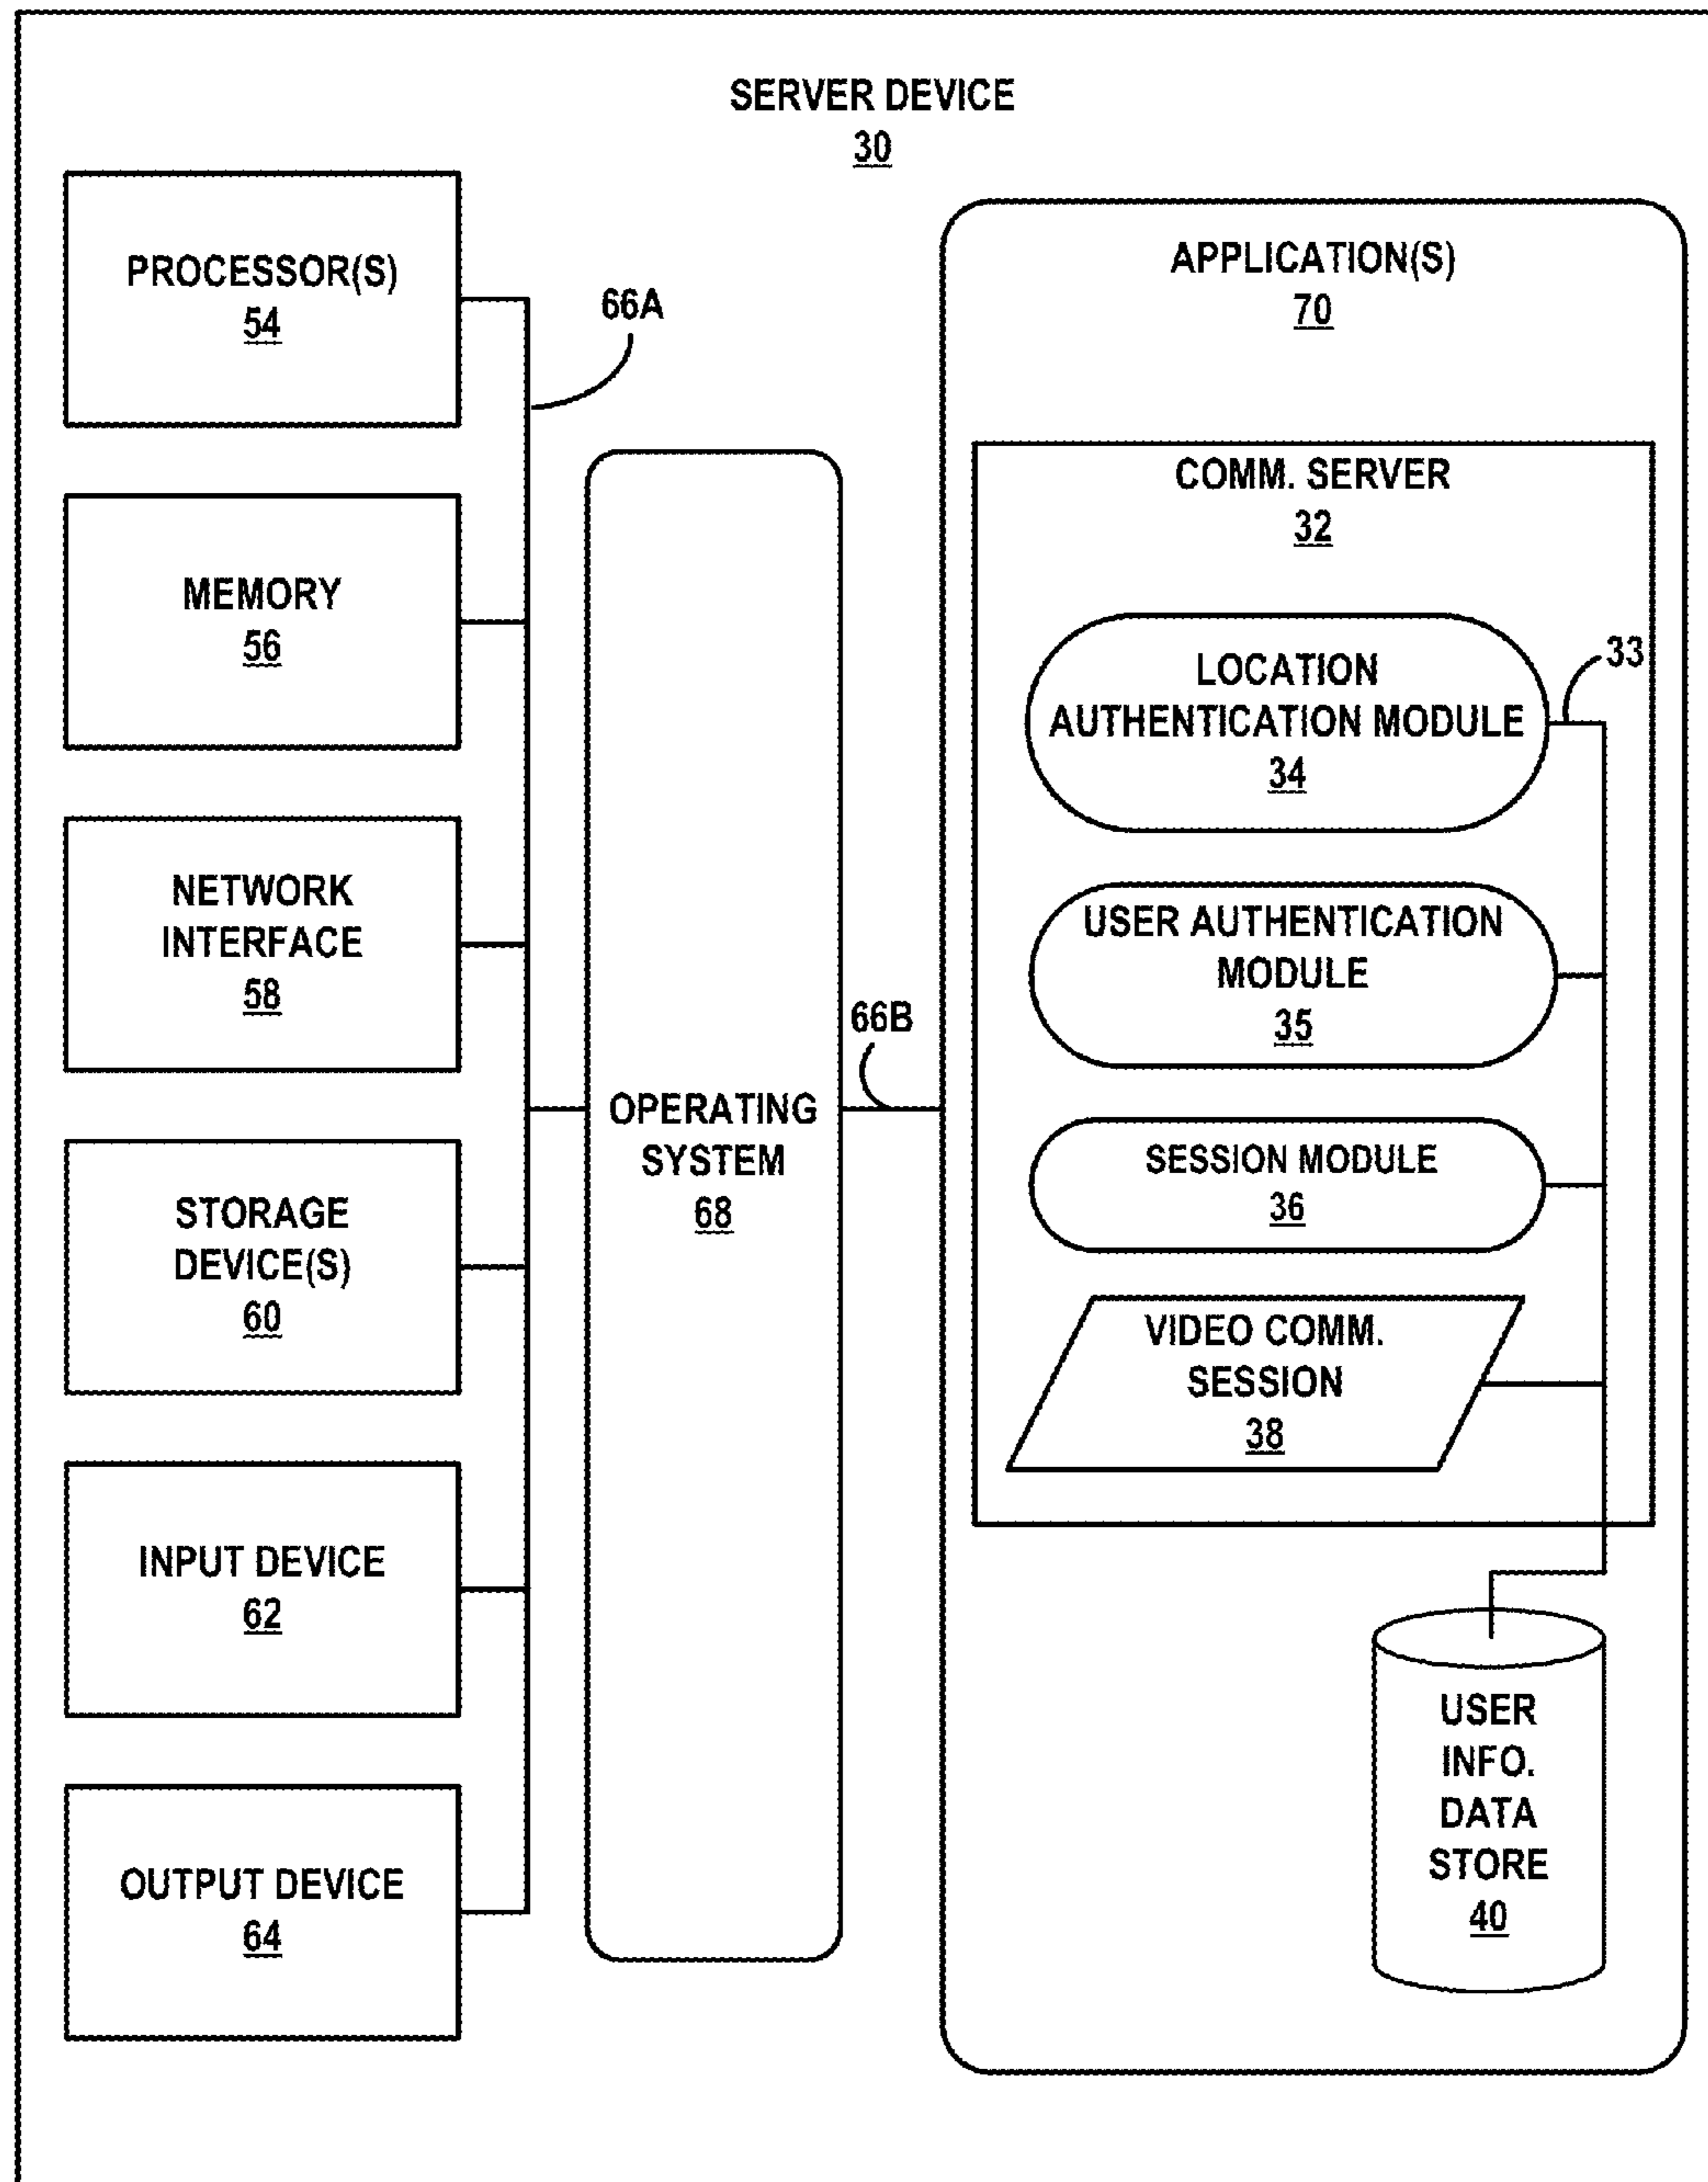 SERVER DEVICE
30
PROCESSOR(S)
54
66A
MEMORY
56
NETWORK
INTERFACE
58
STORAGE
DEVICE(S)
60
INPUT DEVICE
62
OUTPUT DEVICE
64
OPERATING
SYSTEM
68
66B
APPLICATION(S)
70
COMM. SERVER
32
LOCATION
AUTHENTICATION MODULE
34
33
USER AUTHENTICATION
MODULE
35
SESSION MODULE
36
VIDEO COMM.
SESSION
38
USER
INFO.
DATA
STORE
40